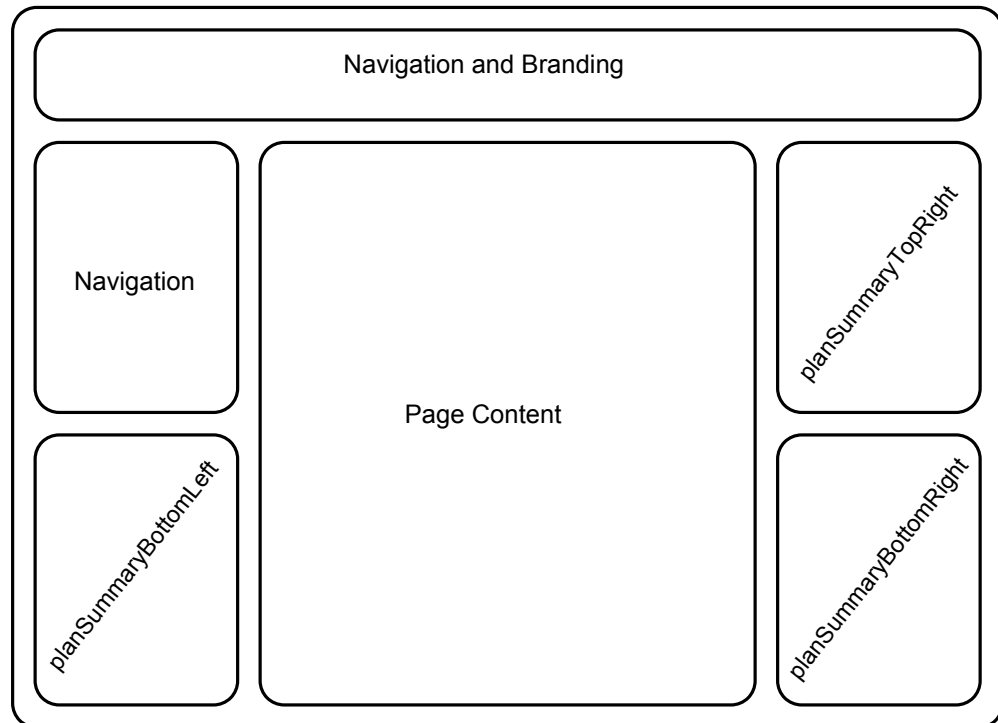 Navigation and Branding
Navigation
Page Content
planSummaryTopRight
planSummaryBottomLeft
planSummaryBottomRight